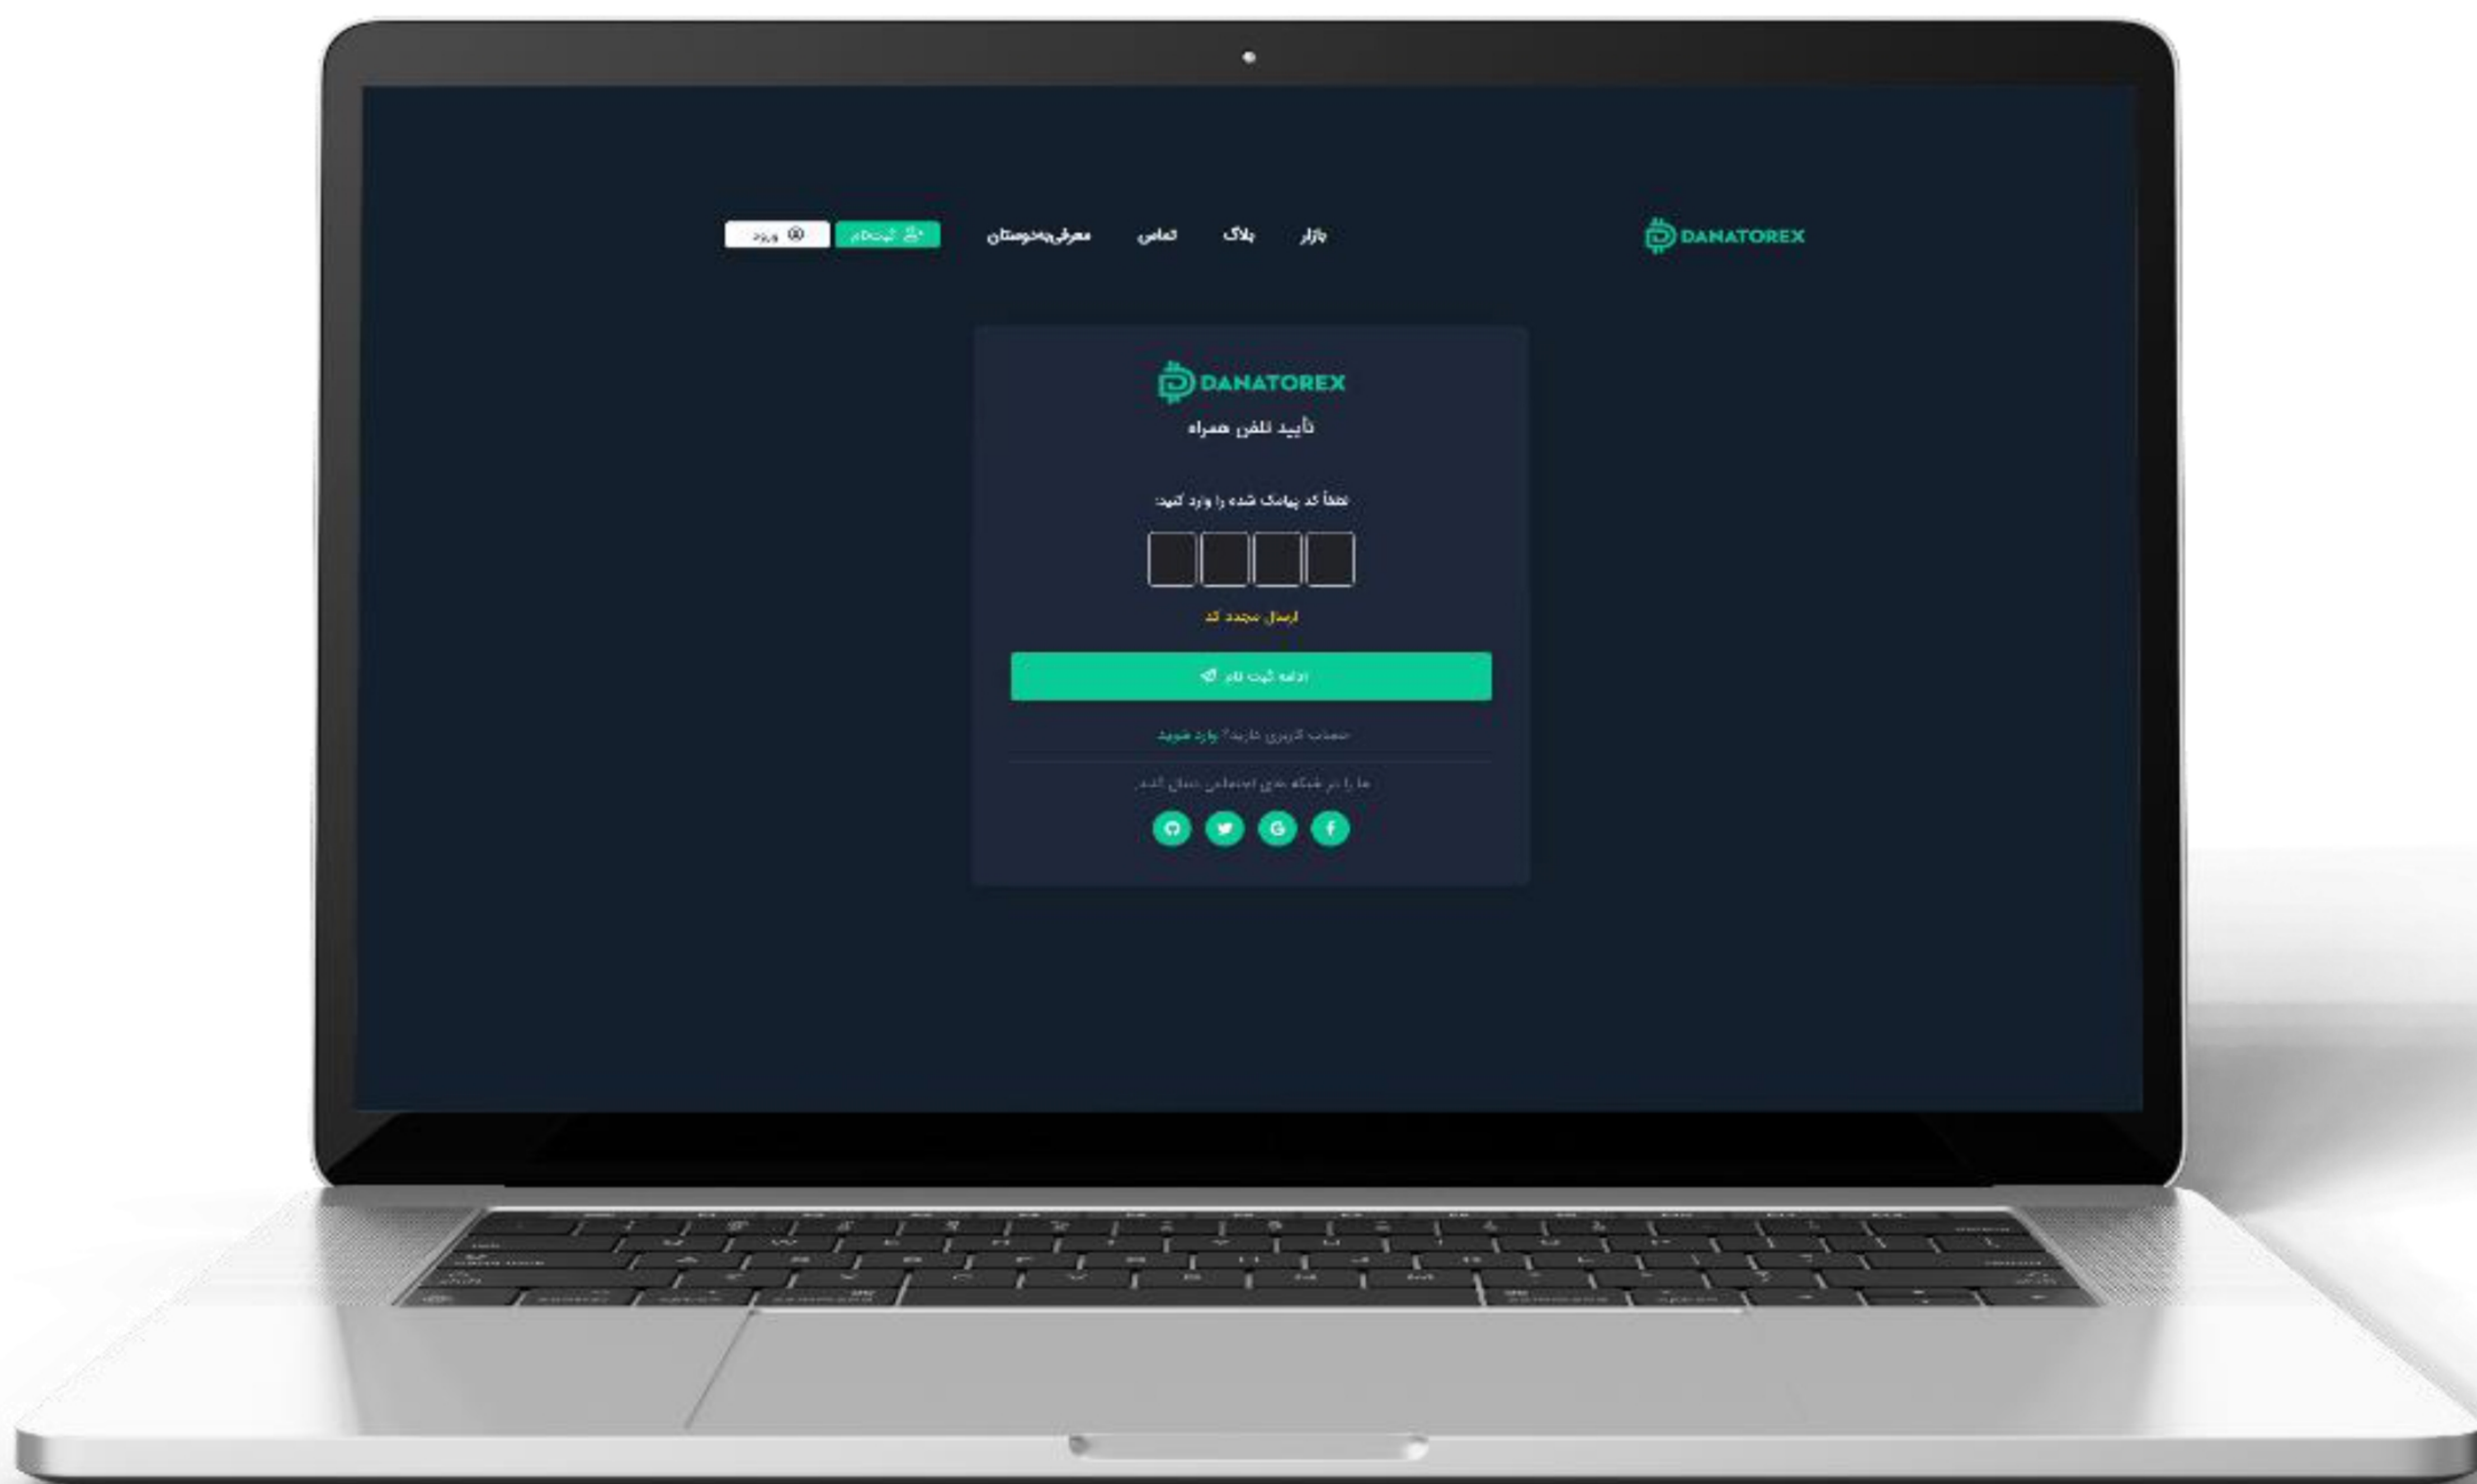 DANATOREX
بازار بلاگ تماس معرفی‌به‌دوستان ثبت‌نام ورود
DANATOREX
تأیید تلفن همراه
لطفاً کد پیامک شده را وارد کنید:
ارسال مجدد کد
ادامه ثبت نام
حساب کاربری دارید؟ وارد شوید
ما را در شبکه های اجتماعی دنبال کنید.